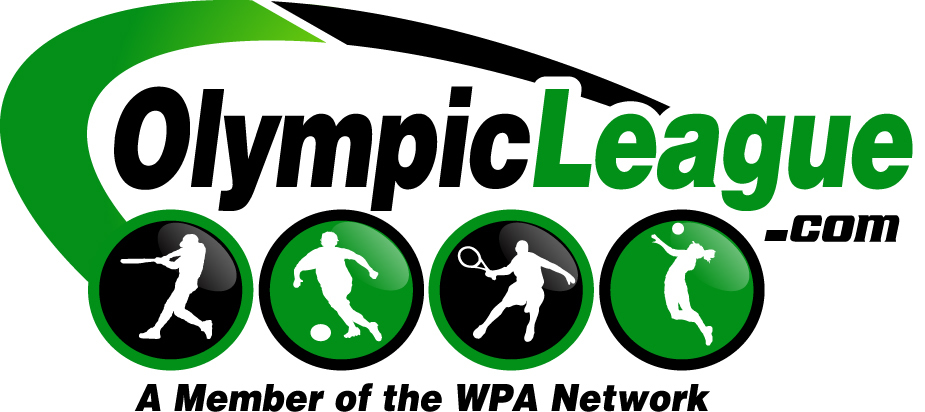 OlympicLeague
.com
A Member of the WPA Network